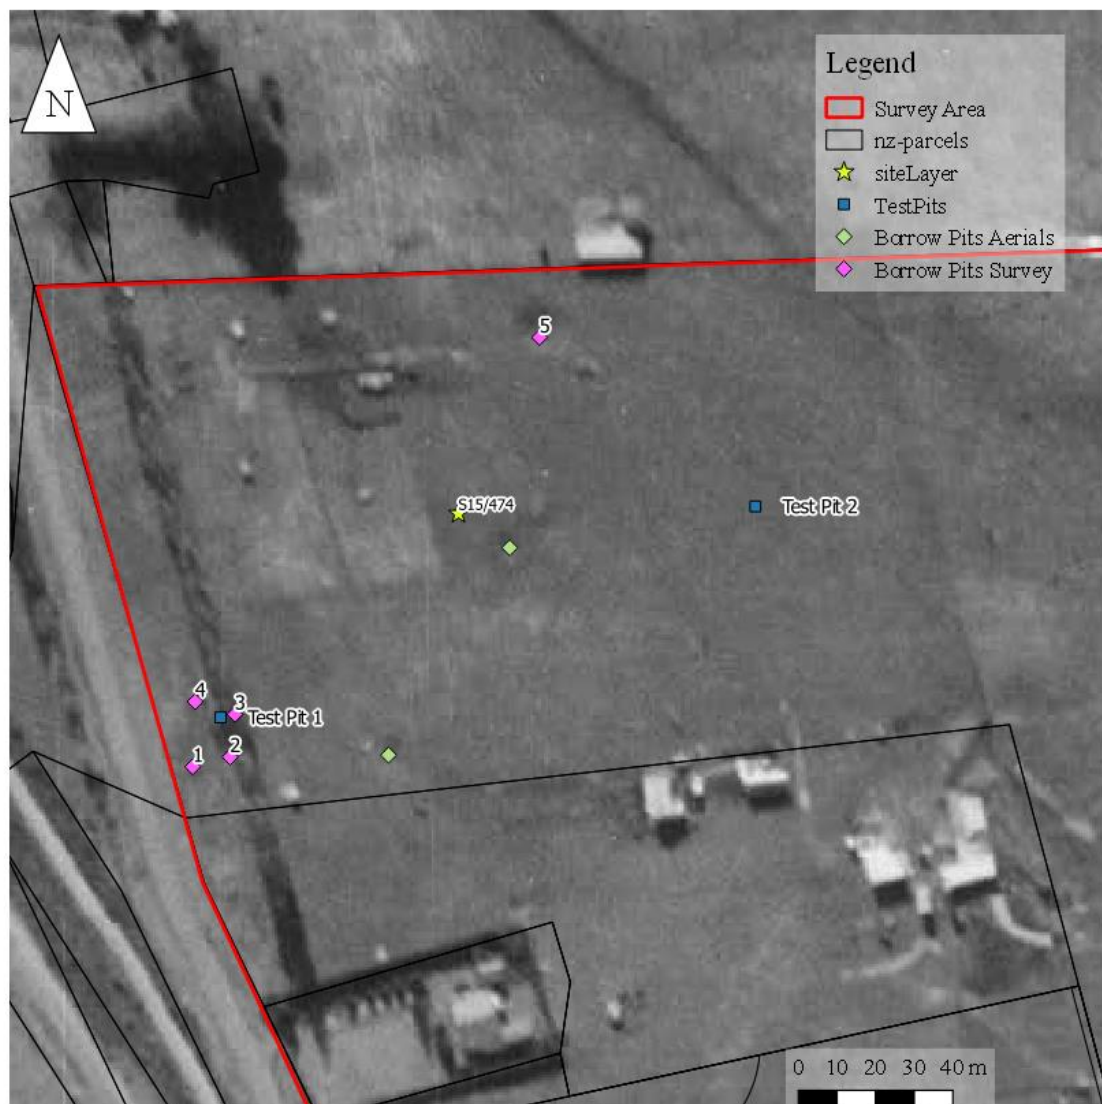 N
Legend
Survey Area
nz-parcels
siteLayer
TestPits
Borrow Pits Aerials
Borrow Pits Survey
5
S15/474
Test Pit 2
4
3
Test Pit 1
2
1
0 10 20 30 40 m